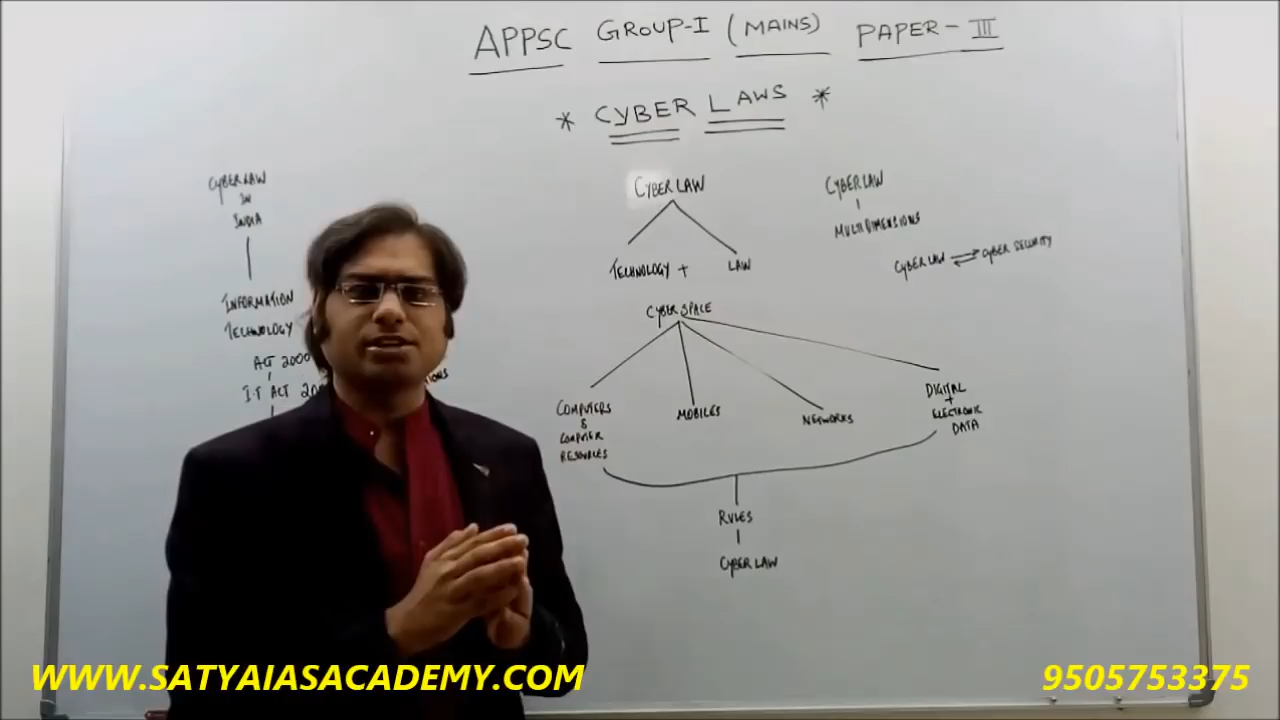 APPSC GROUP-I (MAINS) PAPER-III
* CYBER LAWS *
CYBER LAW
IN
INDIA
INFORMATION
TECHNOLOGY
ACT 2000
I.T ACT
CYBER LAW
TECHNOLOGY + LAW
CYBER SPACE
COMPUTERS
&
COMPUTER
RESOURCES
MOBILES
NETWORKS
DIGITAL
+
ELECTRONIC
DATA
RULES
CYBER LAW
CYBER LAW
MULTIDIMENSIONS
CYBER LAW ⇌ CYBER SECURITY
WWW.SATYAIASACADEMY.COM
9505753375